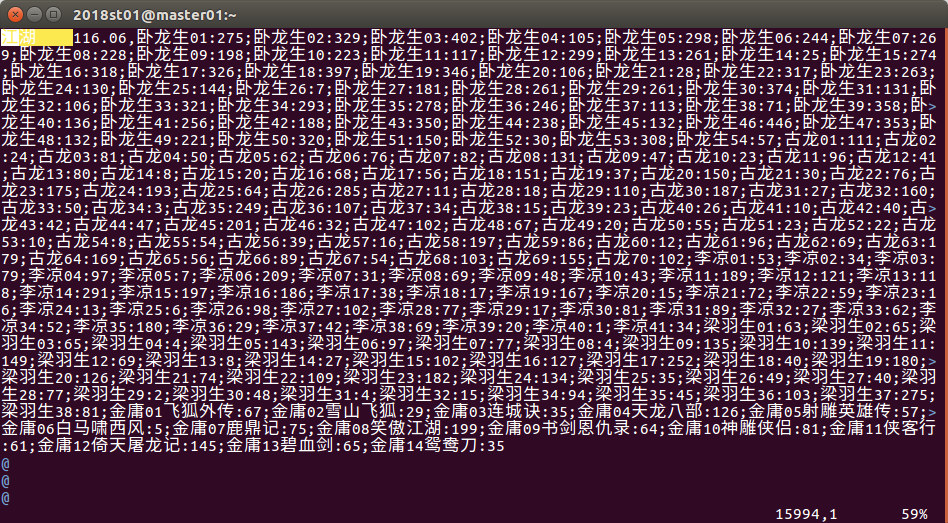 2018st01@master01:~
江湖    116.06,卧龙生01:275;卧龙生02:329;卧龙生03:402;卧龙生04:105;卧龙生05:298;卧龙生06:244;卧龙生07:26
9;卧龙生08:228;卧龙生09:198;卧龙生10:223;卧龙生11:117;卧龙生12:299;卧龙生13:261;卧龙生14:25;卧龙生15:274
;卧龙生16:318;卧龙生17:326;卧龙生18:397;卧龙生19:346;卧龙生20:106;卧龙生21:28;卧龙生22:317;卧龙生23:263;
卧龙生24:130;卧龙生25:144;卧龙生26:7;卧龙生27:181;卧龙生28:261;卧龙生29:261;卧龙生30:374;卧龙生31:131;卧
龙生32:106;卧龙生33:321;卧龙生34:293;卧龙生35:278;卧龙生36:246;卧龙生37:113;卧龙生38:71;卧龙生39:358;卧>
龙生40:136;卧龙生41:256;卧龙生42:188;卧龙生43:350;卧龙生44:238;卧龙生45:132;卧龙生46:446;卧龙生47:353;卧
龙生48:132;卧龙生49:221;卧龙生50:320;卧龙生51:150;卧龙生52:30;卧龙生53:308;卧龙生54:57;古龙01:111;古龙02
:24;古龙03:81;古龙04:50;古龙05:62;古龙06:76;古龙07:82;古龙08:131;古龙09:47;古龙10:23;古龙11:96;古龙12:41
;古龙13:80;古龙14:8;古龙15:20;古龙16:68;古龙17:56;古龙18:151;古龙19:37;古龙20:150;古龙21:30;古龙22:76;古
龙23:175;古龙24:193;古龙25:64;古龙26:285;古龙27:11;古龙28:18;古龙29:110;古龙30:187;古龙31:27;古龙32:160;
古龙33:50;古龙34:3;古龙35:249;古龙36:107;古龙37:34;古龙38:15;古龙39:23;古龙40:26;古龙41:10;古龙42:40;古>
龙43:42;古龙44:47;古龙45:201;古龙46:32;古龙47:102;古龙48:67;古龙49:20;古龙50:55;古龙51:23;古龙52:22;古龙
53:10;古龙54:8;古龙55:54;古龙56:39;古龙57:16;古龙58:197;古龙59:86;古龙60:12;古龙61:96;古龙62:69;古龙63:1
79;古龙64:169;古龙65:56;古龙66:89;古龙67:54;古龙68:103;古龙69:155;古龙70:102;李凉01:53;李凉02:34;李凉03:
79;李凉04:97;李凉05:7;李凉06:209;李凉07:31;李凉08:69;李凉09:48;李凉10:43;李凉11:189;李凉12:121;李凉13:11
8;李凉14:291;李凉15:197;李凉16:186;李凉17:38;李凉18:17;李凉19:167;李凉20:15;李凉21:72;李凉22:59;李凉23:1
6;李凉24:13;李凉25:6;李凉26:98;李凉27:102;李凉28:77;李凉29:17;李凉30:81;李凉31:89;李凉32:27;李凉33:62;李
凉34:52;李凉35:180;李凉36:29;李凉37:42;李凉38:69;李凉39:20;李凉40:1;李凉41:34;梁羽生01:63;梁羽生02:65;梁
羽生03:65;梁羽生04:4;梁羽生05:143;梁羽生06:97;梁羽生07:77;梁羽生08:4;梁羽生09:135;梁羽生10:139;梁羽生11:
149;梁羽生12:69;梁羽生13:8;梁羽生14:27;梁羽生15:102;梁羽生16:127;梁羽生17:252;梁羽生18:40;梁羽生19:180;>
梁羽生20:126;梁羽生21:74;梁羽生22:109;梁羽生23:182;梁羽生24:134;梁羽生25:35;梁羽生26:49;梁羽生27:40;梁羽
生28:77;梁羽生29:2;梁羽生30:48;梁羽生31:4;梁羽生32:15;梁羽生34:94;梁羽生35:45;梁羽生36:103;梁羽生37:275;
梁羽生38:81;金庸01飞狐外传:67;金庸02雪山飞狐:29;金庸03连城诀:35;金庸04天龙八部:126;金庸05射雕英雄传:57;>
金庸06白马啸西风:5;金庸07鹿鼎记:75;金庸08笑傲江湖:199;金庸09书剑恩仇录:64;金庸10神雕侠侣:81;金庸11侠客行
:61;金庸12倚天屠龙记:145;金庸13碧血剑:65;金庸14鸳鸯刀:35
@
@
@
15994,1    59%